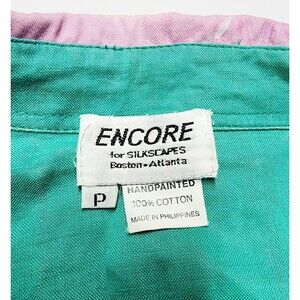 ENCORE
for SILKSCAPES
Boston - Atlanta
P
HANDPAINTED
100% COTTON
MADE IN PHILIPPINES